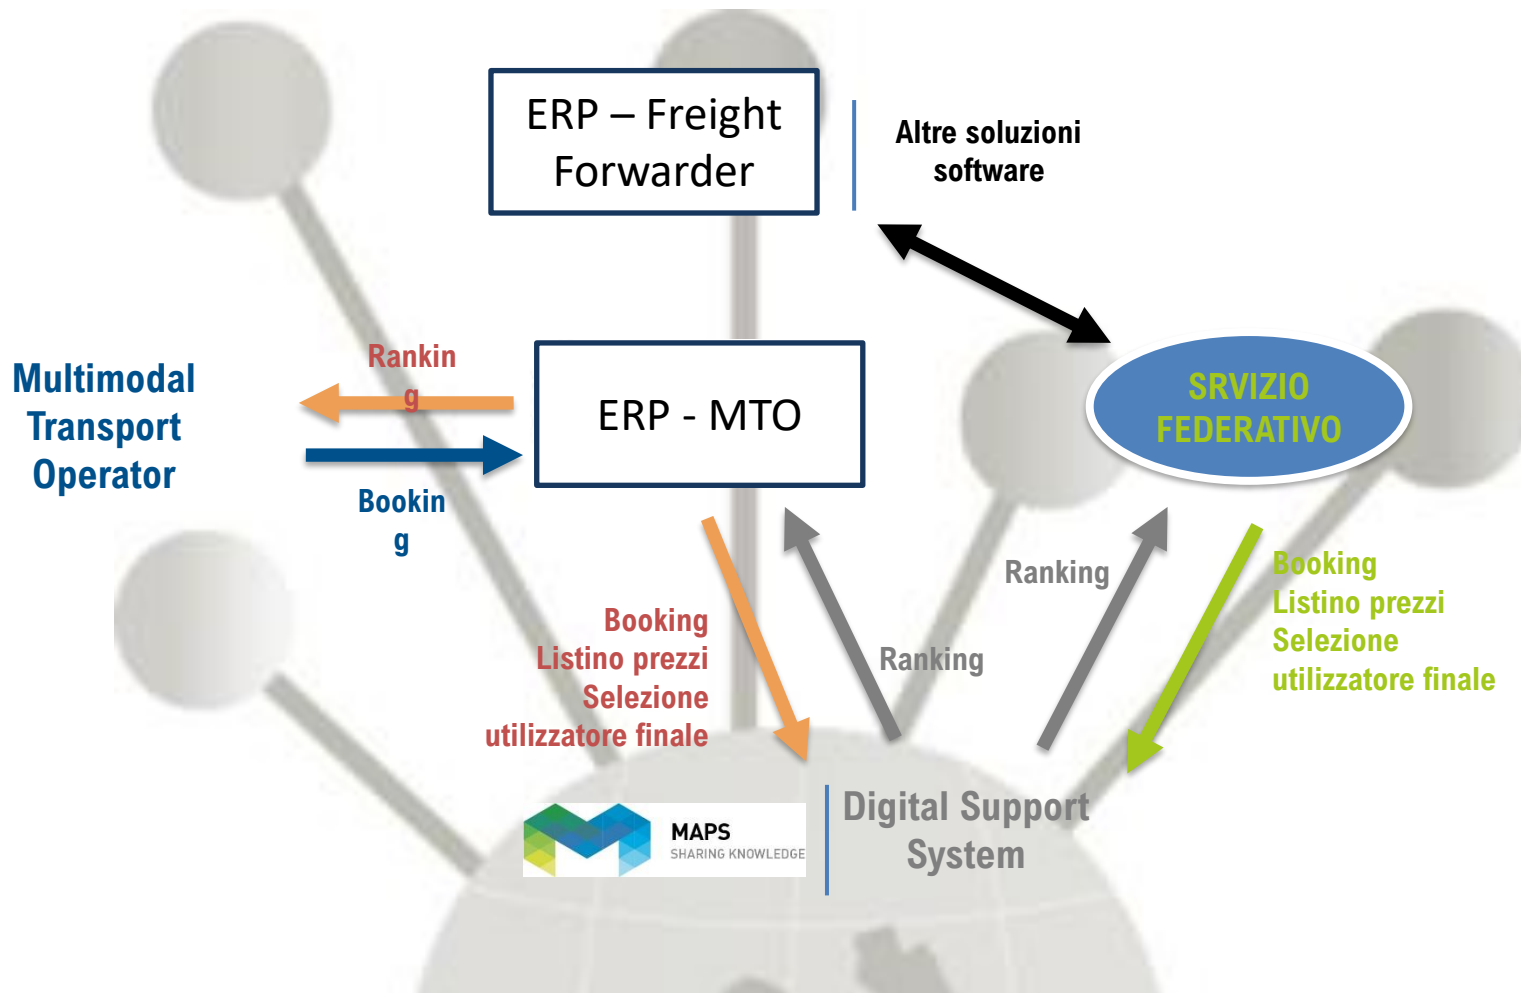 ERP – Freight
Forwarder
Altre soluzioni
software
Multimodal
Transport
Operator
Rankin
g
Bookin
g
ERP - MTO
SRVIZIO
FEDERATIVO
Booking
Listino prezzi
Selezione
utilizzatore finale
Ranking
Ranking
Booking
Listino prezzi
Selezione
utilizzatore finale
MAPS
SHARING KNOWLEDGE
Digital Support
System